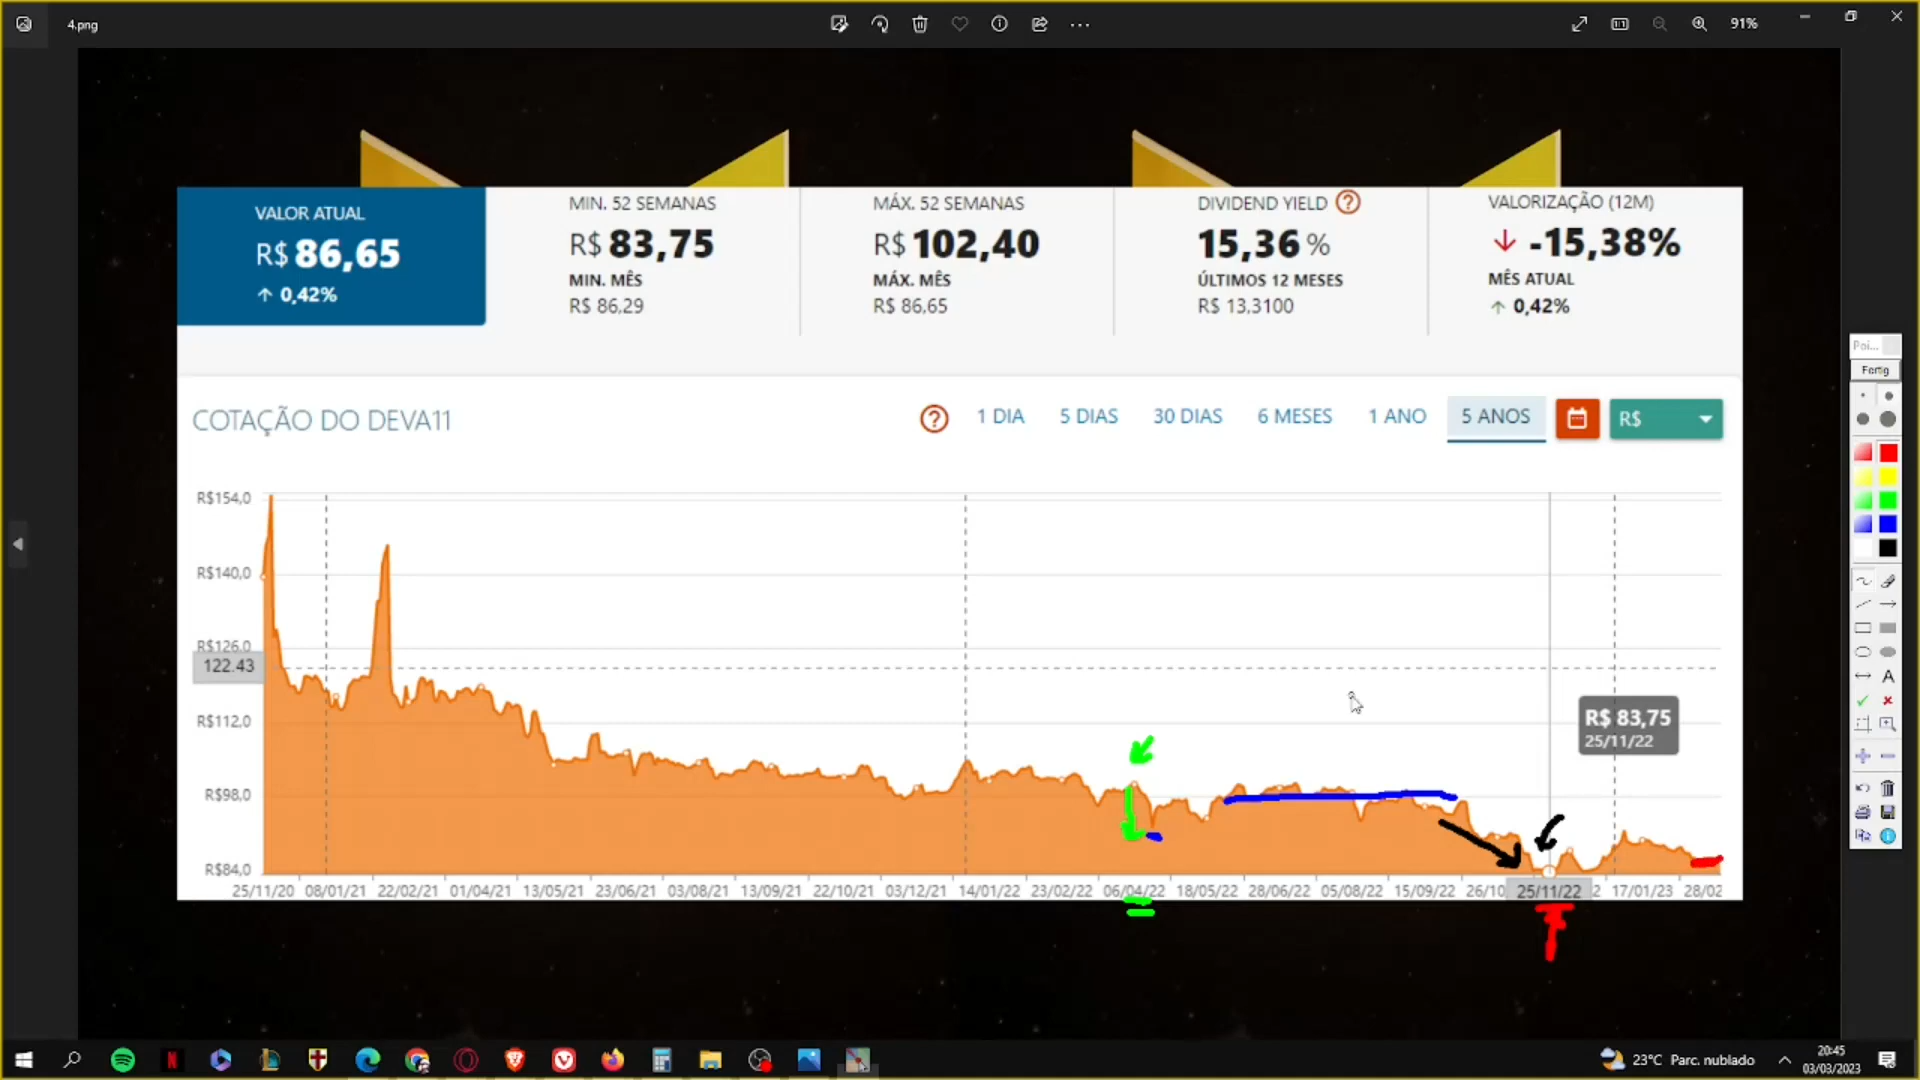 4.png
91%
VALOR ATUAL
R$ 86,65
↑ 0,42%
MIN. 52 SEMANAS
R$ 83,75
MIN. MÊS
R$ 86,29
MÁX. 52 SEMANAS
R$ 102,40
MÁX. MÊS
R$ 86,65
DIVIDEND YIELD ?
15,36 %
ÚLTIMOS 12 MESES
R$ 13,3100
VALORIZAÇÃO (12M)
↓ -15,38%
MÊS ATUAL
↑ 0,42%
COTAÇÃO DO DEVA11
? 1 DIA 5 DIAS 30 DIAS 6 MESES 1 ANO 5 ANOS R$
R$154,0
R$140,0
R$126,0
122.43
R$112,0
R$98,0
R$84,0
R$ 83,75
25/11/22
25/11/20 08/01/21 22/02/21 01/04/21 13/05/21 23/06/21 03/08/21 13/09/21 22/10/21 03/12/21 14/01/22 23/02/22 06/04/22 18/05/22 28/06/22 05/08/22 15/09/22 26/10 25/11/22 2 17/01/23 28/02
Poi...
Fertig
A
23°C Parc. nublado
20:45
03/03/2023